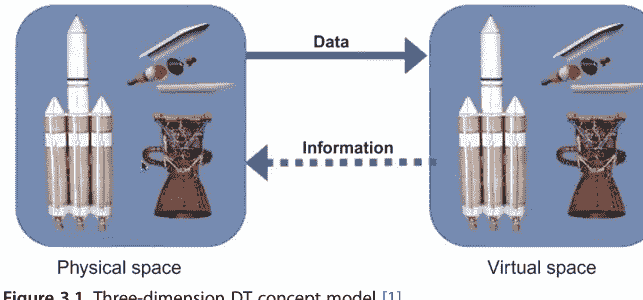 Data
Information
Physical space
Virtual space
Figure 3.1 Three-dimension DT concept model [1]